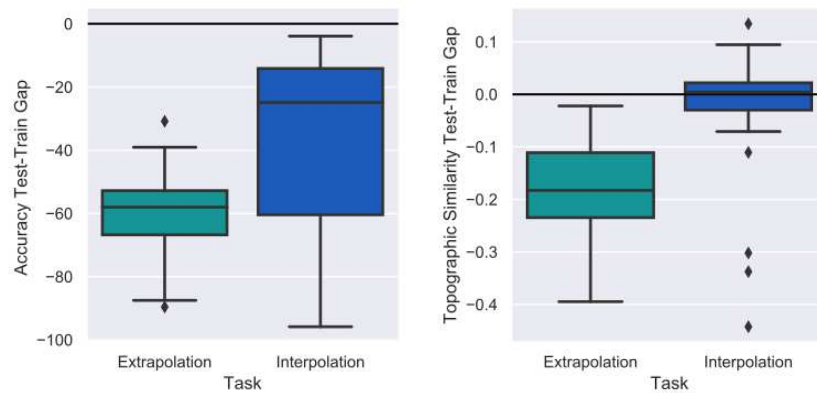 Accuracy Test-Train Gap
0
−20
−40
−60
−80
−100
Extrapolation
Interpolation
Task
Topographic Similarity Test-Train Gap
0.1
0.0
−0.1
−0.2
−0.3
−0.4
Extrapolation
Interpolation
Task